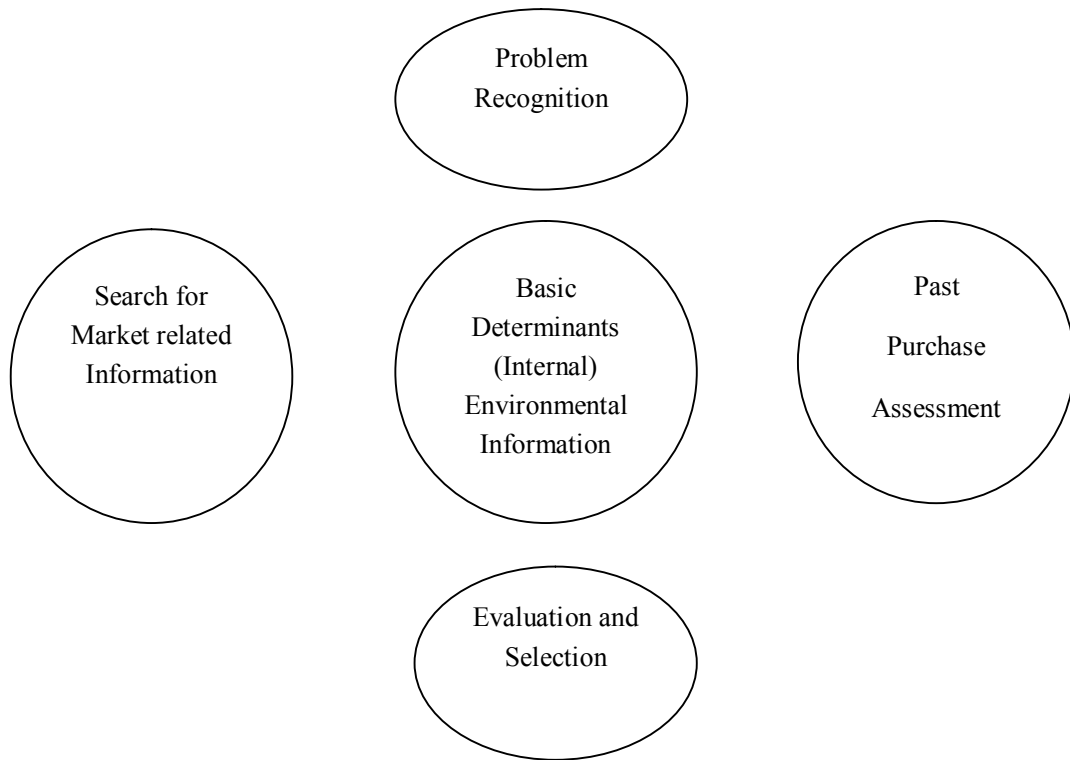 Problem
Recognition
Search for
Market related
Information
Basic
Determinants
(Internal)
Environmental
Information
Past
Purchase
Assessment
Evaluation and
Selection